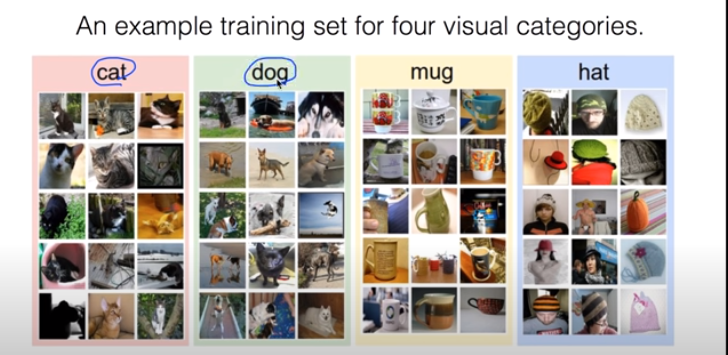 An example training set for four visual categories.
cat dog mug hat